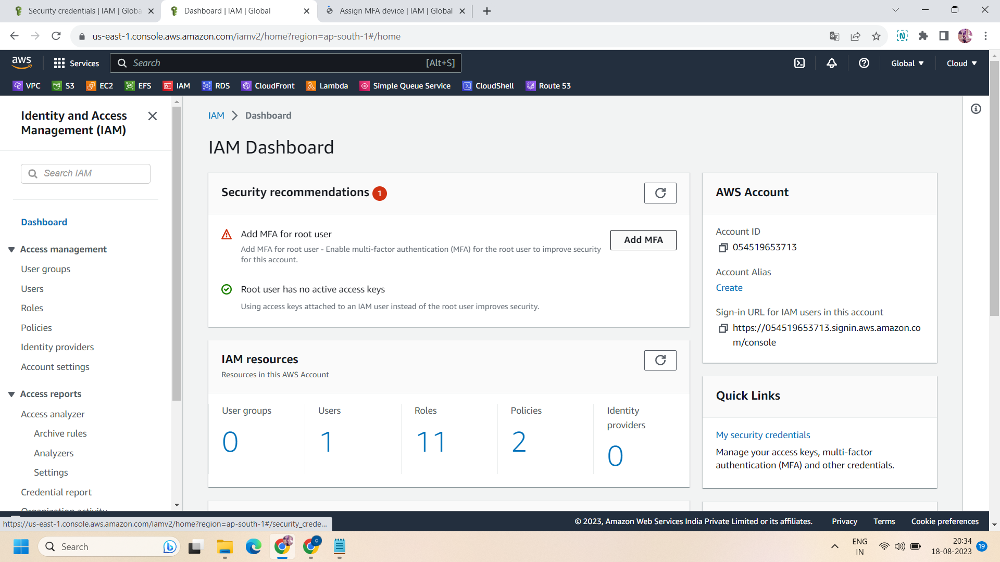 Security credentials | IAM | Globa
Dashboard | IAM | Global
Assign MFA device | IAM | Global
us-east-1.console.aws.amazon.com/iamv2/home?region=ap-south-1#/home
aws
Services
Search
[Alt+S]
Global
Cloud
VPC
S3
EC2
EFS
IAM
RDS
CloudFront
Lambda
Simple Queue Service
CloudShell
Route 53
Identity and Access
Management (IAM)
Search IAM
Dashboard
Access management
User groups
Users
Roles
Policies
Identity providers
Account settings
Access reports
Access analyzer
Archive rules
Analyzers
Settings
Credential report
Organization activity
IAM
Dashboard
IAM Dashboard
Security recommendations 1
Add MFA for root user
Add MFA for root user - Enable multi-factor authentication (MFA) for the root user to improve security
for this account.
Add MFA
Root user has no active access keys
Using access keys attached to an IAM user instead of the root user improves security.
IAM resources
Resources in this AWS Account
User groups
0
Users
1
Roles
11
Policies
2
Identity
providers
0
AWS Account
Account ID
054519653713
Account Alias
Create
Sign-in URL for IAM users in this account
https://054519653713.signin.aws.amazon.co
m/console
Quick Links
My security credentials
Manage your access keys, multi-factor
authentication (MFA) and other credentials.
https://us-east-1.console.aws.amazon.com/iamv2/home?region=ap-south-1#/security_crede...
© 2023, Amazon Web Services India Private Limited or its affiliates.
Privacy
Terms
Cookie preferences
Search
C
ENG
IN
20:34
18-08-2023
19